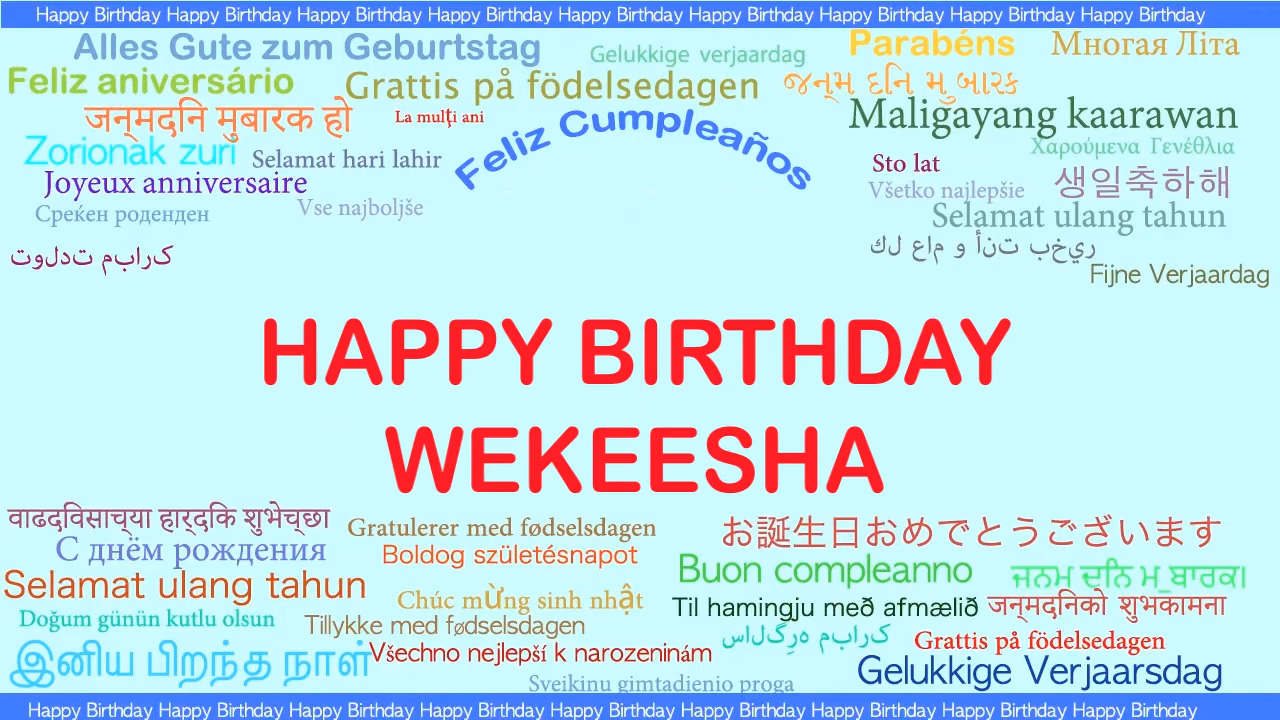 Happy Birthday Happy Birthday Happy Birthday Happy Birthday Happy Birthday Happy Birthday Happy Birthday Happy Birthday Happy Birthday
Alles Gute zum Geburtstag
Gelukkige verjaardag
Parabéns
Многая Літа
Feliz aniversário
Grattis på födelsedagen
જન્મ દિન મુબારક
जन्मदिन मुबारक हो
La mulţi ani
Feliz Cumpleaños
Maligayang kaarawan
Zorionak zuri
Selamat hari lahir
Χαρούμενα Γενέθλια
Sto lat
Joyeux anniversaire
Všetko najlepšie
생일축하해
Среќен роденден
Vse najboljše
Selamat ulang tahun
تولدت مبارک
كل عام و أنت بخير
Fijne Verjaardag
HAPPY BIRTHDAY
WEKEESHA
वाढदिवसाच्या हार्दिक शुभेच्छा
Gratulerer med fødselsdagen
お誕生日おめでとうございます
С днём рождения
Boldog születésnapot
Buon compleanno
ਜਨਮ ਦਿਨ ਮੁਬਾਰਕ।
Selamat ulang tahun
Chúc mừng sinh nhật
Til hamingju með afmælið
जन्मदिनको शुभकामना
Doğum günün kutlu olsun
Tillykke med fødselsdagen
سالگرہ مبارک
Grattis på födelsedagen
இனிய பிறந்த நாள்
Všechno nejlepší k narozeninám
Gelukkige Verjaarsdag
Sveikinu gimtadienio proga
Happy Birthday Happy Birthday Happy Birthday Happy Birthday Happy Birthday Happy Birthday Happy Birthday Happy Birthday Happy Birthday